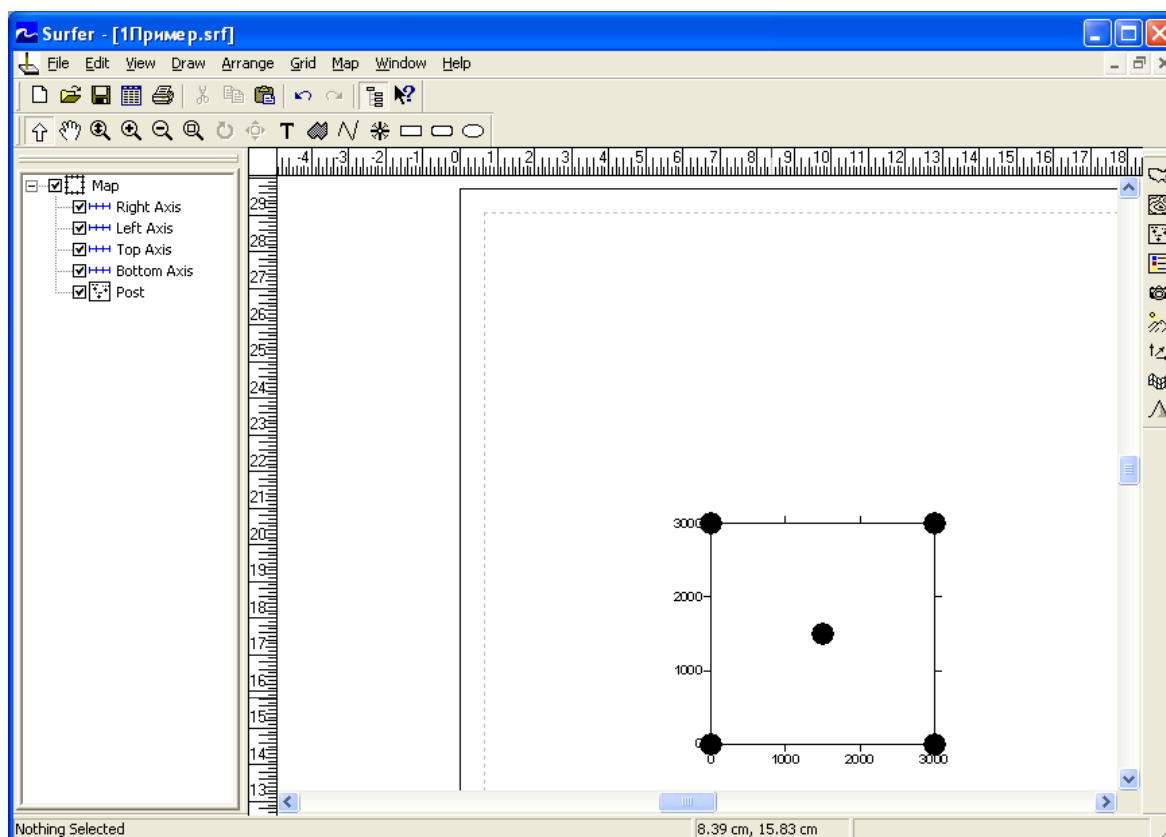 Surfer - [1Пример.srf]
File Edit View Draw Arrange Grid Map Window Help
T
-4 -3 -2 -1 0 1 2 3 4 5 6 7 8 9 10 11 12 13 14 15 16 17 18
Map
Right Axis
Left Axis
Top Axis
Bottom Axis
Post
29
28
27
26
25
24
23
22
21
20
19
18
17
16
15
14
13
3000
2000
1000
0
0 1000 2000 3000
Nothing Selected 8.39 cm, 15.83 cm